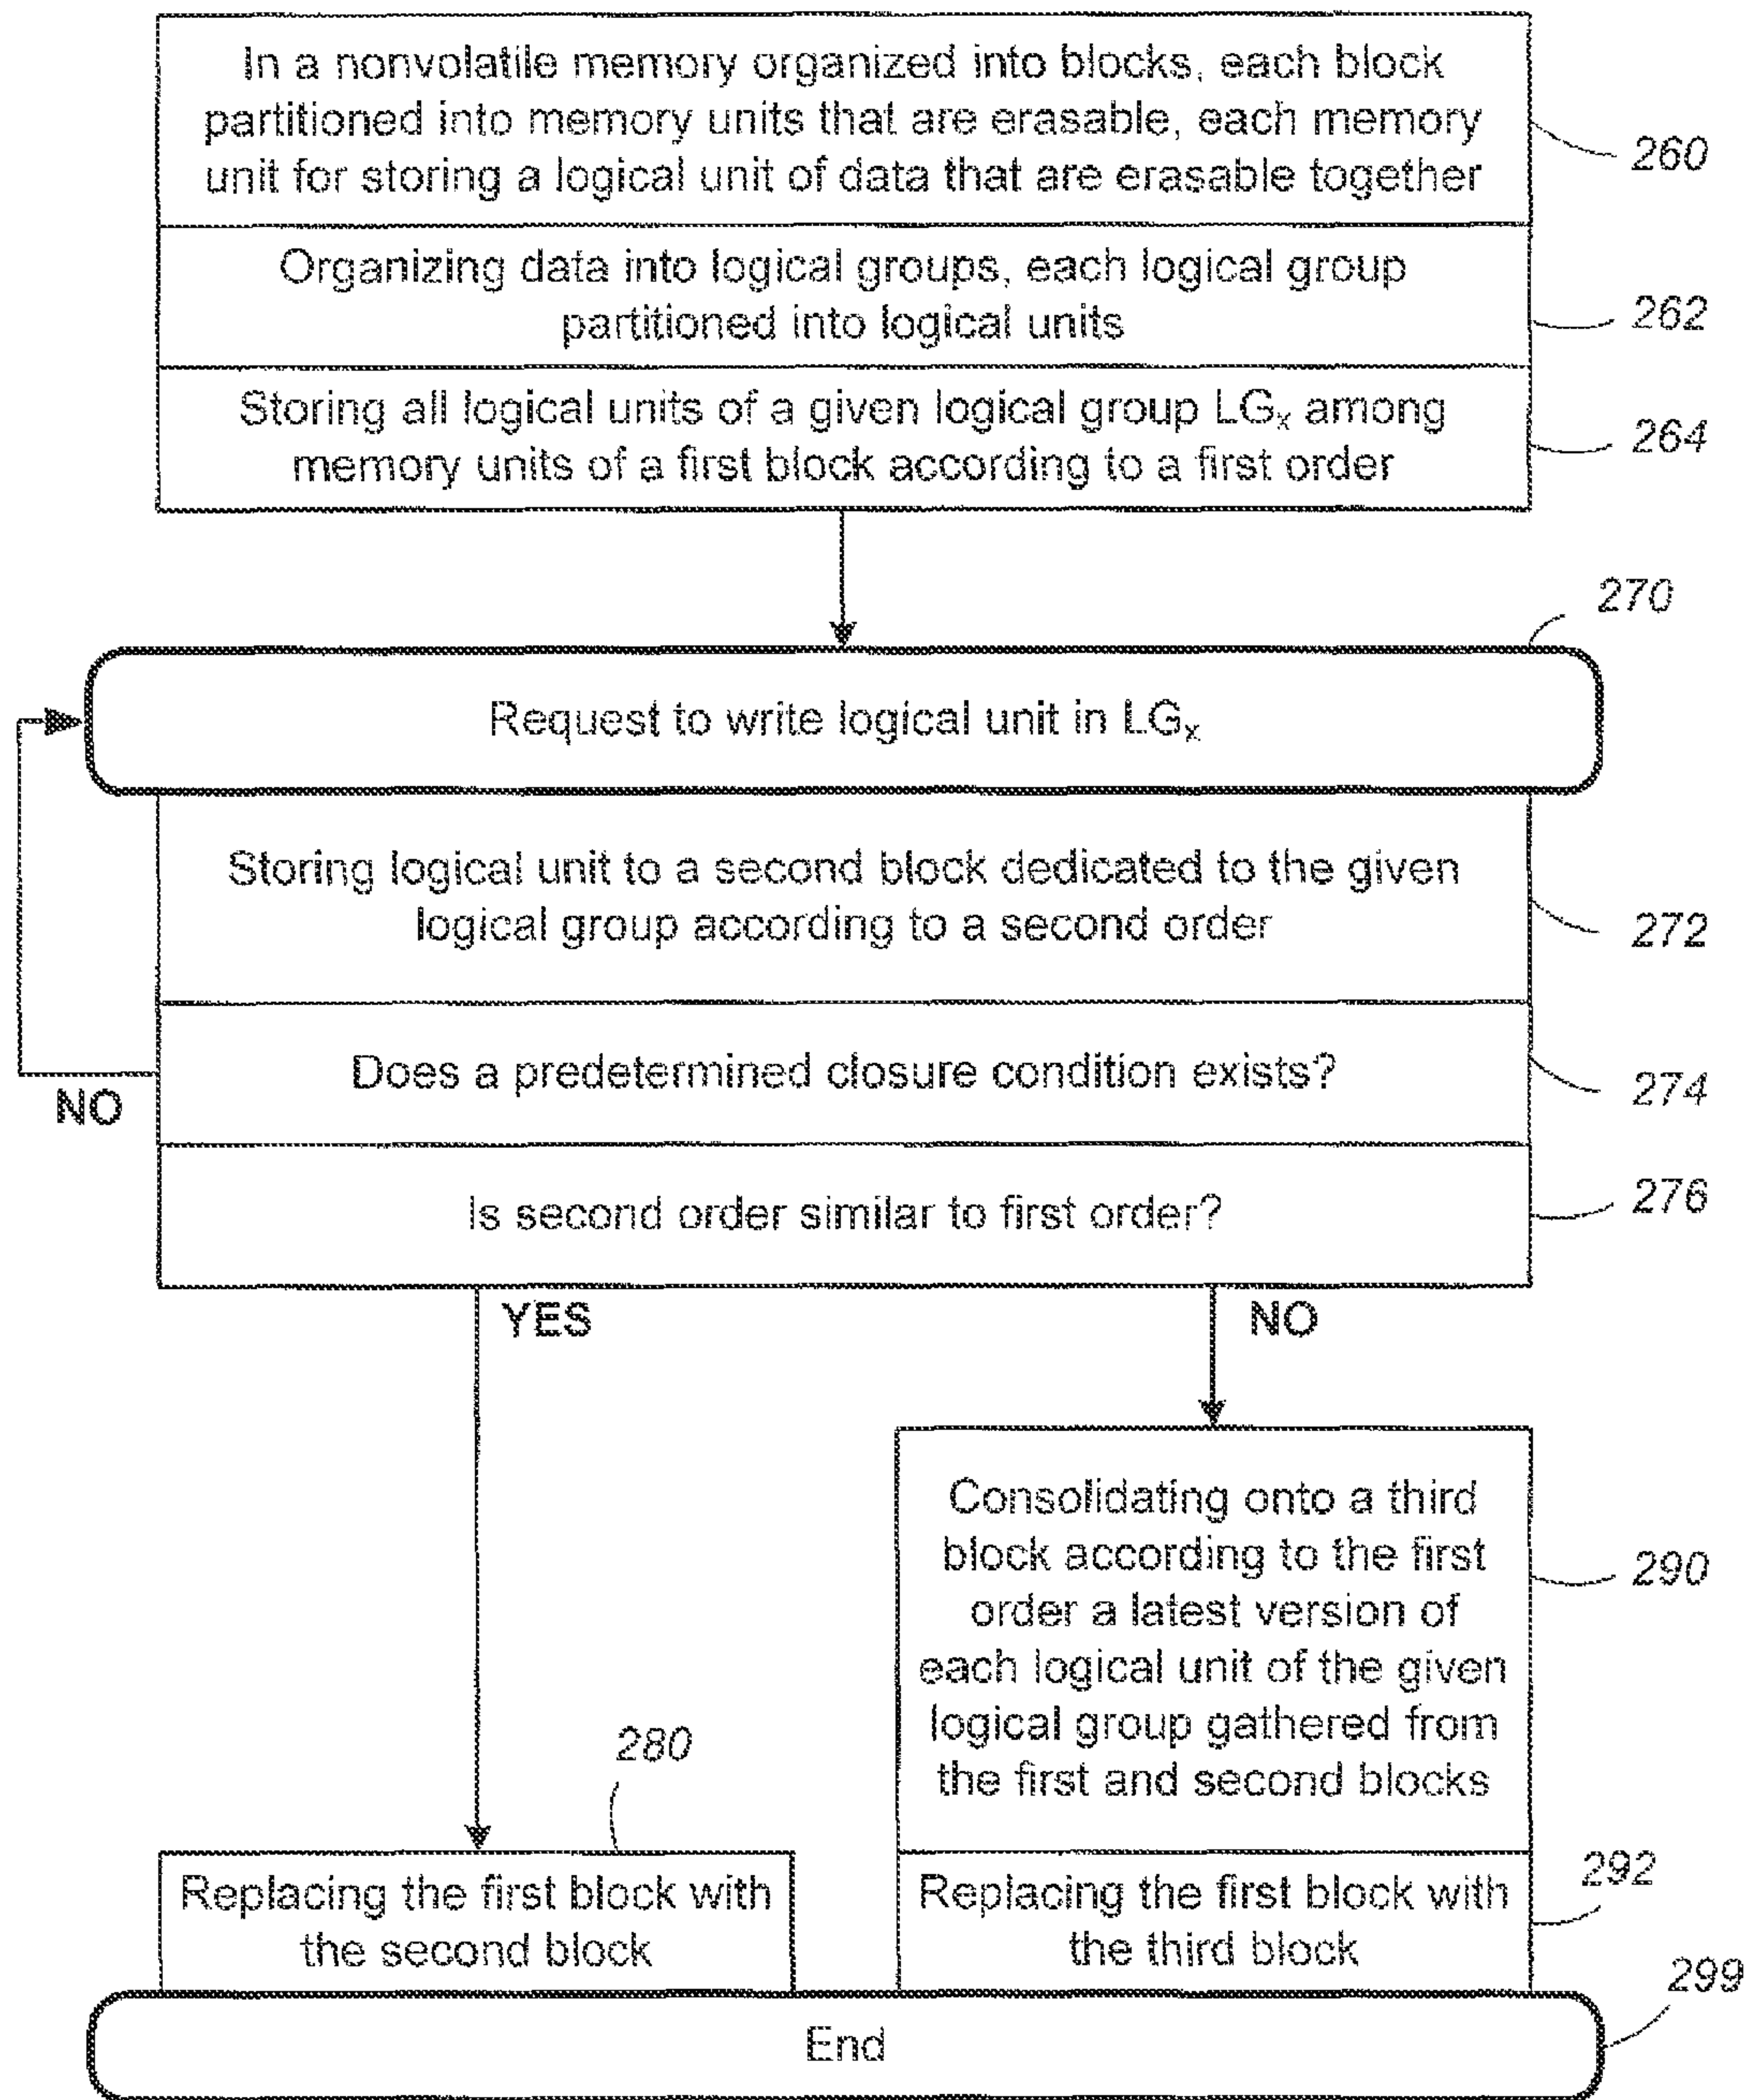 In a nonvolatile memory organized into blocks, each block
partitioned into memory units that are erasable, each memory
unit for storing a logical unit of data that are erasable together
260
Organizing data into logical groups, each logical group
partitioned into logical units
262
Storing all logical units of a given logical group LGx among
memory units of a first block according to a first order
264
270
Request to write logical unit in LGx
Storing logical unit to a second block dedicated to the given
logical group according to a second order
272
Does a predetermined closure condition exists?
274
NO
Is second order similar to first order?
276
YES
NO
Consolidating onto a third
block according to the first
order a latest version of
each logical unit of the given
logical group gathered from
the first and second blocks
290
280
Replacing the first block with
the second block
Replacing the first block with
the third block
292
299
End